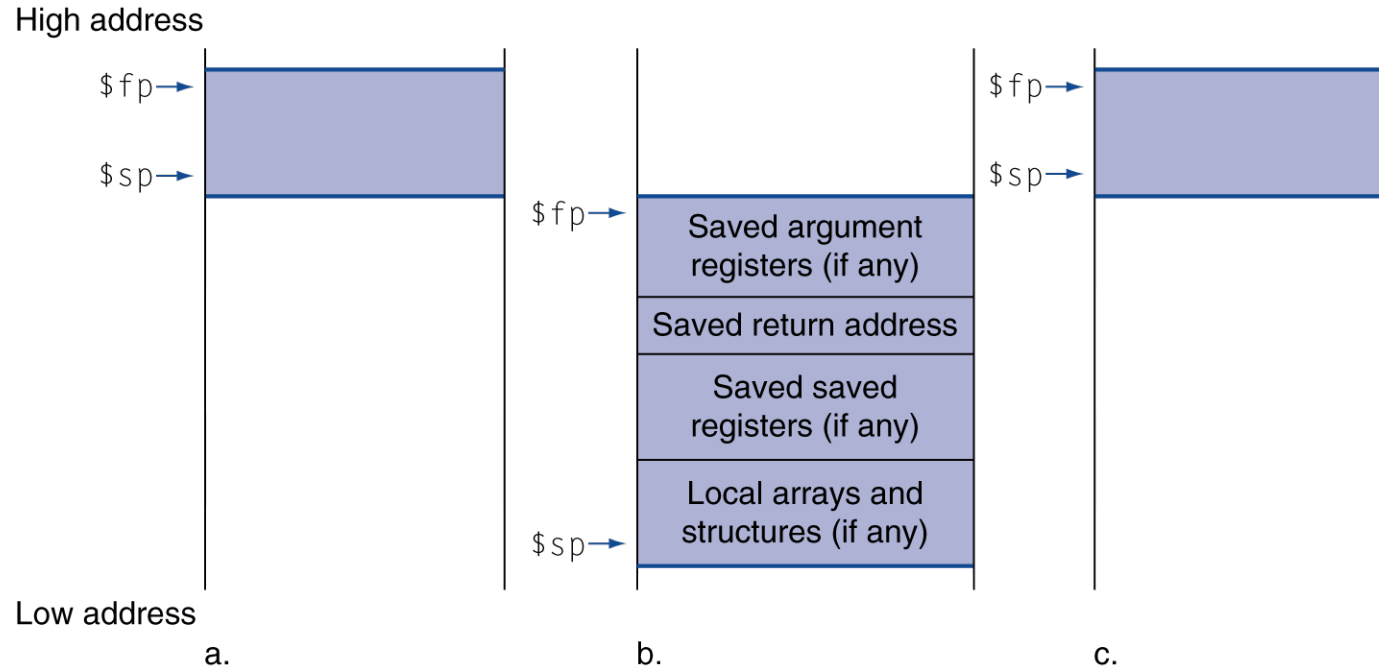 High address
$fp
$sp
$fp
Saved argument
registers (if any)
Saved return address
Saved saved
registers (if any)
Local arrays and
structures (if any)
$sp
$fp
$sp
Low address
a.
b.
c.